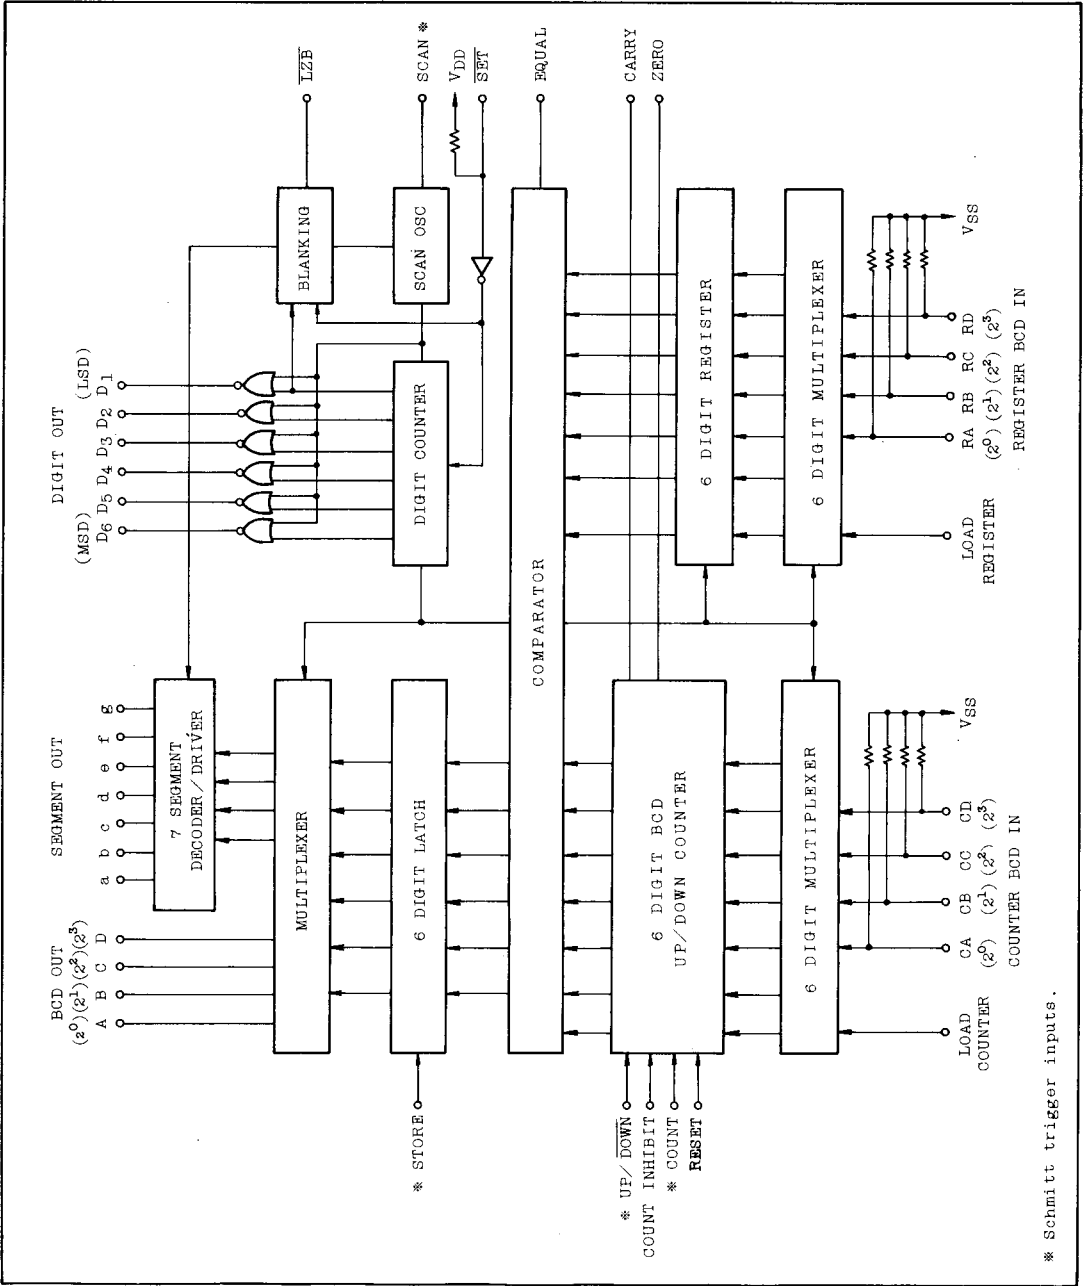 BCD OUT
(2⁰)(2¹)(2²)(2³)
A B C D
SEGMENT OUT
a b c d e f g
DIGIT OUT
(MSD) (LSD)
D6 D5 D4 D3 D2 D1
7 SEGMENT
DECODER/DRIVER
BLANKING
L̅Z̅B̅
MULTIPLEXER
DIGIT COUNTER
SCAN OSC
SCAN ※
VDD
S̅E̅T̅
※ STORE
6 DIGIT LATCH
COMPARATOR
EQUAL
CARRY
ZERO
※ UP/D̅O̅W̅N̅
COUNT INHIBIT
※ COUNT
RESET
6 DIGIT BCD
UP/DOWN COUNTER
6 DIGIT REGISTER
6 DIGIT MULTIPLEXER
6 DIGIT MULTIPLEXER
VSS
VSS
LOAD
COUNTER
CA CB CC CD
(2⁰) (2¹) (2²) (2³)
COUNTER BCD IN
LOAD
REGISTER
RA RB RC RD
(2⁰) (2¹) (2²) (2³)
REGISTER BCD IN
※ Schmitt trigger inputs.